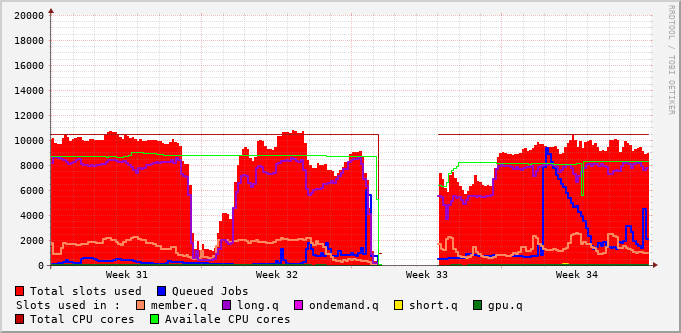 RRDTOOL / TOBI OETIKER
20000
18000
16000
14000
12000
10000
8000
6000
4000
2000
0
Week 31 Week 32 Week 33 Week 34
Total slots used Queued Jobs
Slots used in : member.q long.q ondemand.q short.q gpu.q
Total CPU cores Availale CPU cores